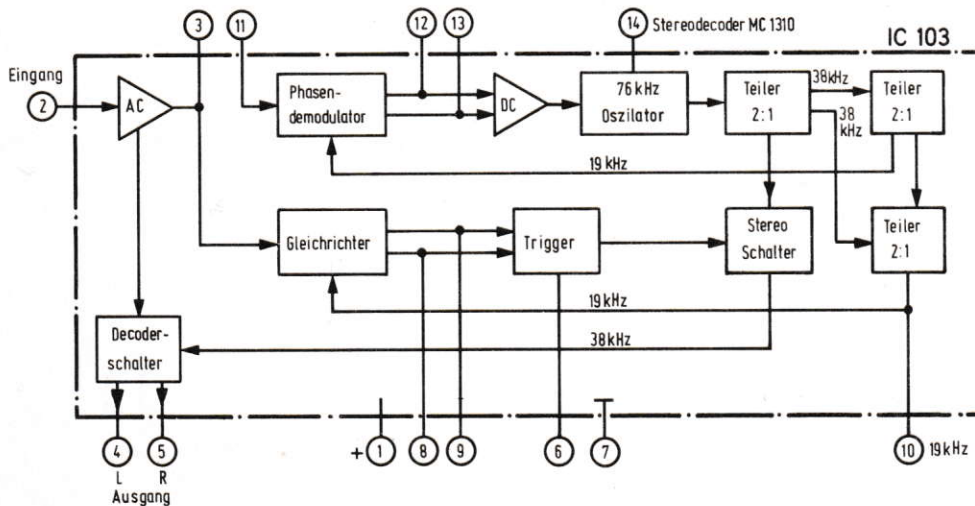 3
11
12
13
14
Stereodecoder MC 1310
IC 103
Eingang
2
AC
Phasen-
demodulator
DC
76 kHz
Oszilator
Teiler
2:1
38kHz
38
kHz
Teiler
2:1
19 kHz
Gleichrichter
Trigger
Stereo
Schalter
Teiler
2:1
19kHz
Decoder-
schalter
38kHz
4
5
+
1
8
9
6
7
10
19kHz
L
R
Ausgang